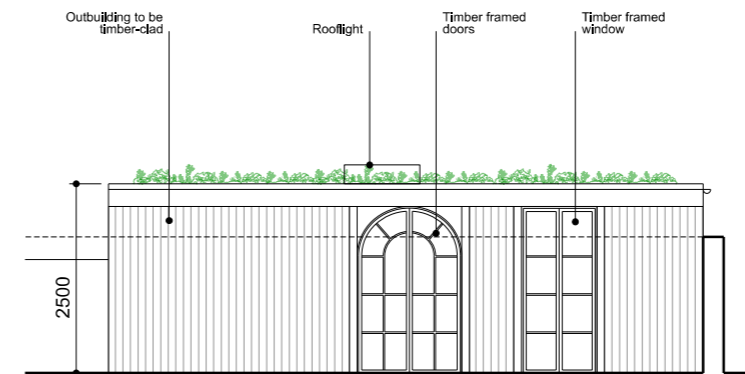 Outbuilding to be
timber-clad
Rooflight
Timber framed
doors
Timber framed
window
2500